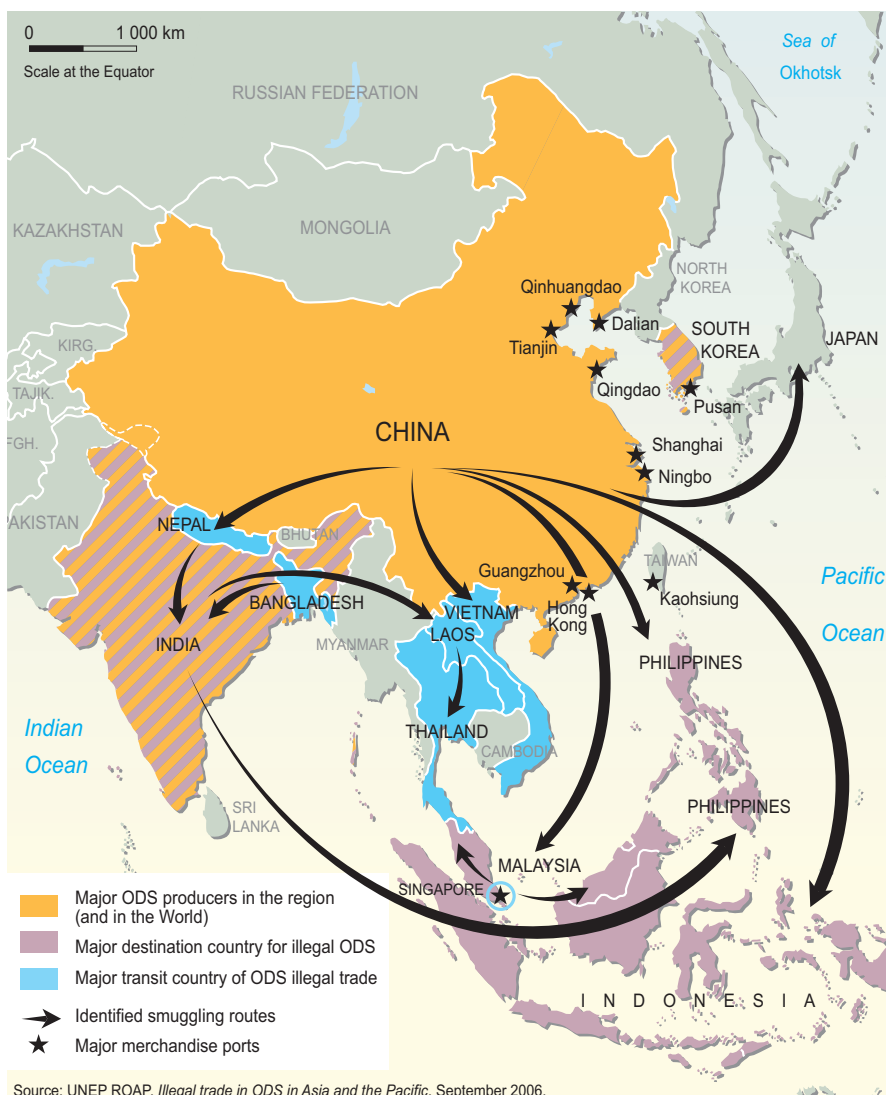 0 1 000 km
Scale at the Equator
Sea of
Okhotsk
RUSSIAN FEDERATION
KAZAKHSTAN
MONGOLIA
NORTH
KOREA
Qinhuangdao
Dalian
Tianjin
SOUTH
KOREA
JAPAN
KIRG.
TAJIK.
FGH.
Qingdao
Pusan
CHINA
Shanghai
Ningbo
PAKISTAN
NEPAL
BHUTAN
TAIWAN
Guangzhou
Kaohsiung
Pacific
Ocean
BANGLADESH
VIETNAM
Hong
Kong
LAOS
INDIA
MYANMAR
PHILIPPINES
THAILAND
CAMBODIA
Indian
Ocean
SRI
LANKA
PHILIPPINES
MALAYSIA
SINGAPORE
INDONESIA
Major ODS producers in the region
(and in the World)
Major destination country for illegal ODS
Major transit country of ODS illegal trade
Identified smuggling routes
Major merchandise ports
Source: UNEP ROAP, Illegal trade in ODS in Asia and the Pacific, September 2006.